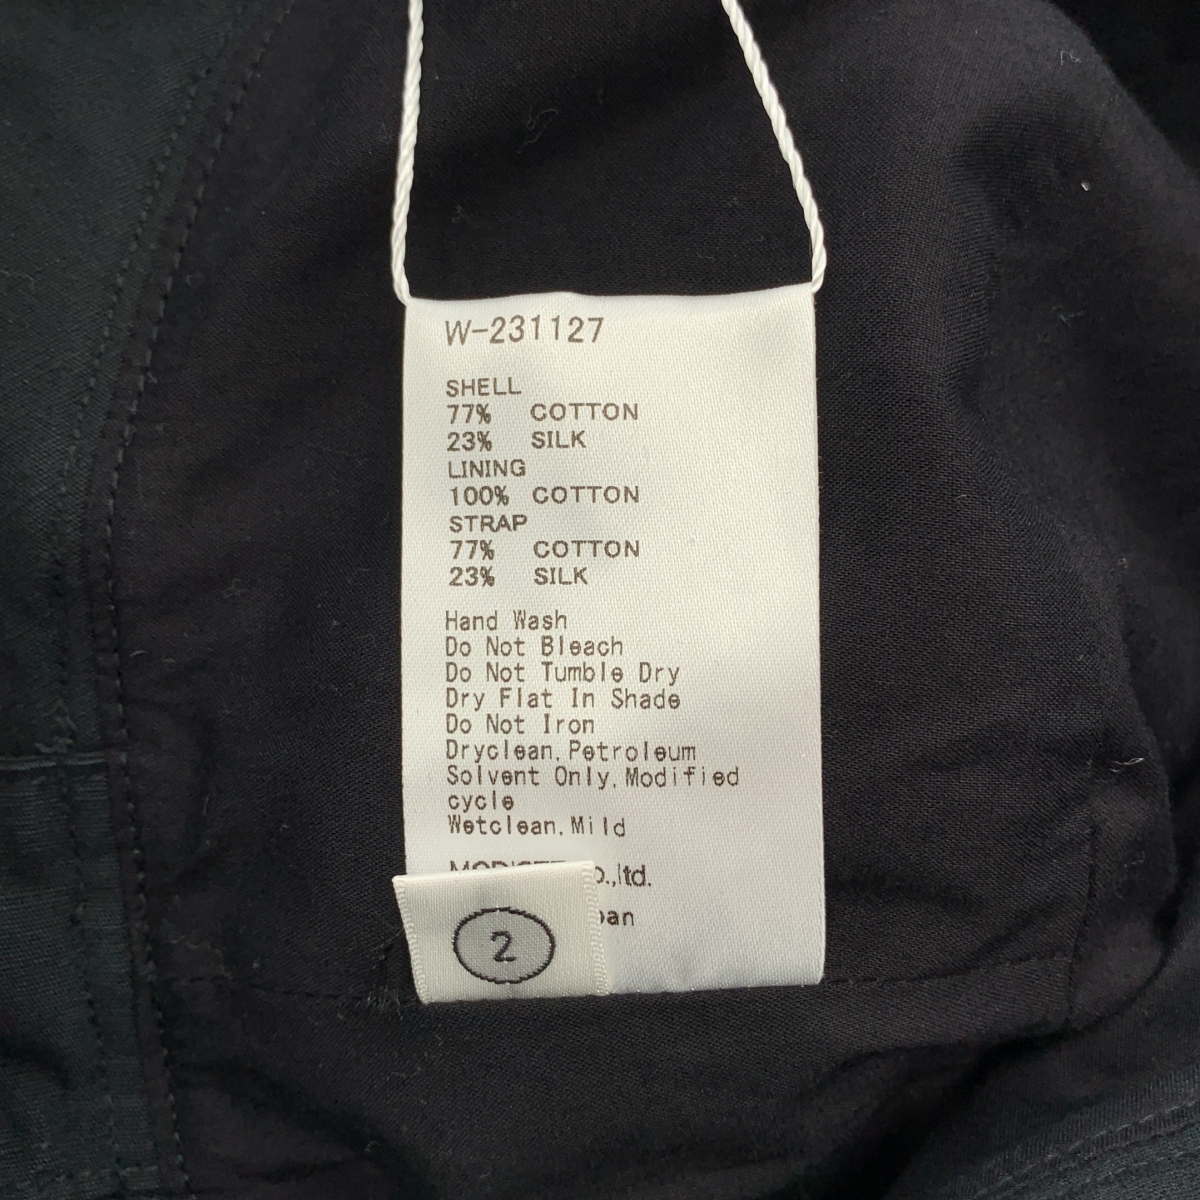 W-231127
SHELL
77% COTTON
23% SILK
LINING
100% COTTON
STRAP
77% COTTON
23% SILK
Hand Wash
Do Not Bleach
Do Not Tumble Dry
Dry Flat In Shade
Do Not Iron
Dryclean,Petroleum
Solvent Only,Modified
cycle
Wetclean,Mild
.,ltd.
2